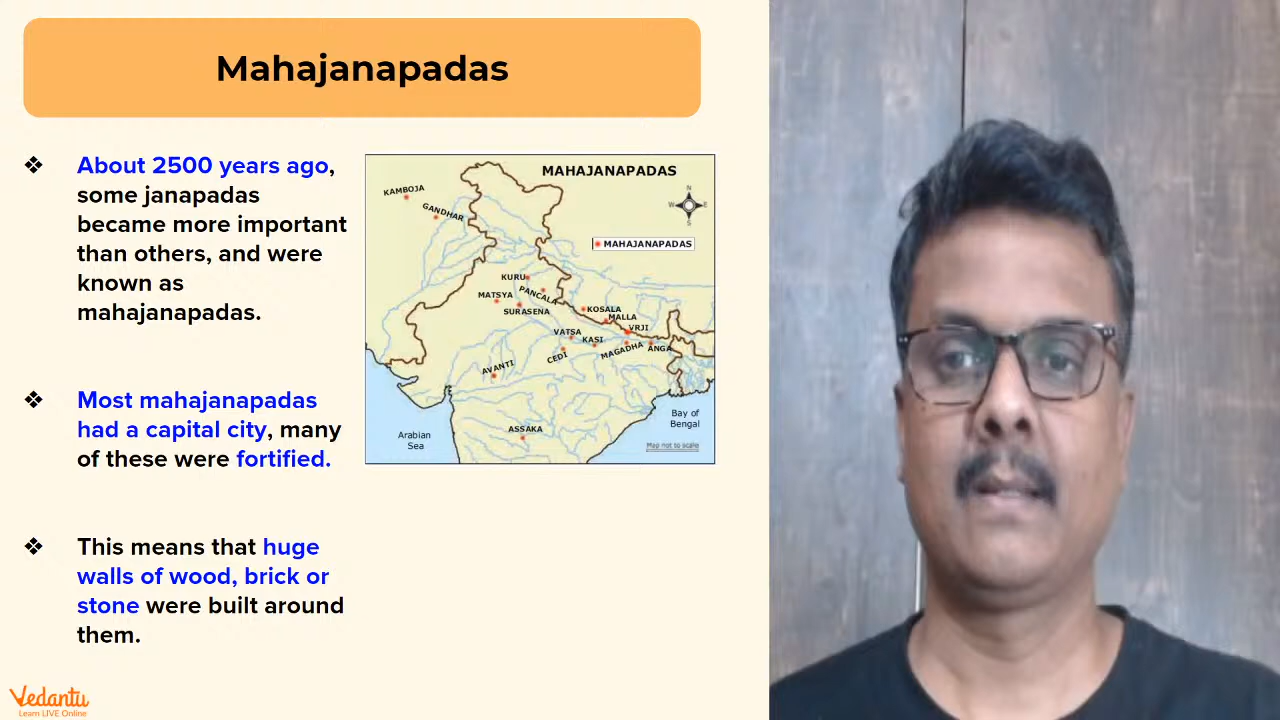 Mahajanapadas
❖ About 2500 years ago,
some janapadas
became more important
than others, and were
known as
mahajanapadas.
❖ Most mahajanapadas
had a capital city, many
of these were fortified.
❖ This means that huge
walls of wood, brick or
stone were built around
them.
MAHAJANAPADAS
N
W E
S
MAHAJANAPADAS
KAMBOJA
GANDHAR
KURU
PANCALA
MATSYA
SURASENA
KOSALA
MALLA
VRJI
VATSA
KASI
CEDI
MAGADHA
ANGA
AVANTI
ASSAKA
Arabian
Sea
Bay of
Bengal
Map not to scale
Vedantu
Learn LIVE Online